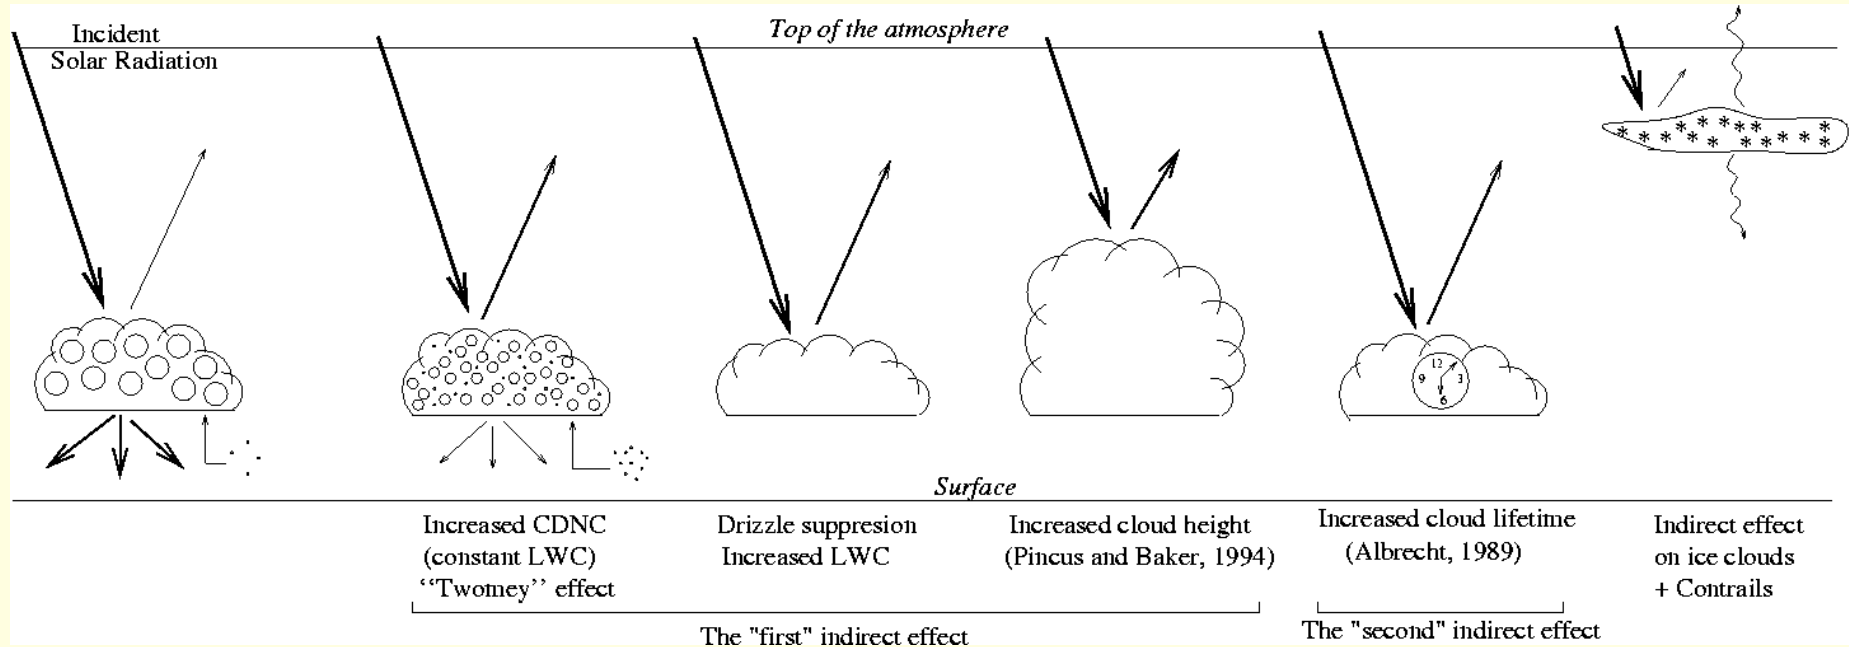 Incident
Solar Radiation
Top of the atmosphere
12
9 3
6
Surface
Increased CDNC
(constant LWC)
“Twomey” effect
Drizzle suppresion
Increased LWC
Increased cloud height
(Pincus and Baker, 1994)
Increased cloud lifetime
(Albrecht, 1989)
Indirect effect
on ice clouds
+ Contrails
The "first" indirect effect
The "second" indirect effect